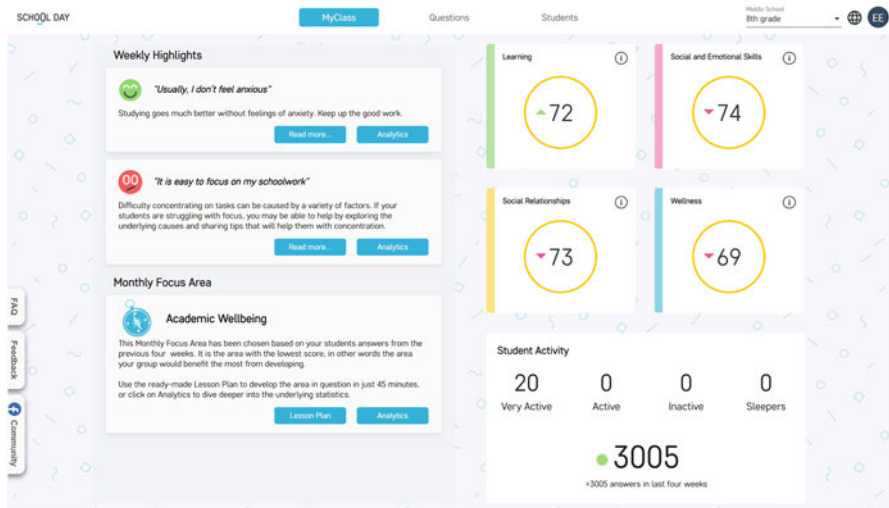 SCHOOL DAY
MyClass
Questions
Students
Middle School
8th grade
EE
Weekly Highlights
"Usually, I don't feel anxious"
Studying goes much better without feelings of anxiety. Keep up the good work.
Read more...
Analytics
"It is easy to focus on my schoolwork"
Difficulty concentrating on tasks can be caused by a variety of factors. If your
students are struggling with focus, you may be able to help by exploring the
underlying causes and sharing tips that will help them with concentration.
Read more...
Analytics
Monthly Focus Area
Academic Wellbeing
This Monthly Focus Area has been chosen based on your students answers from the
previous four weeks. It is the area with the lowest score, in other words the area
your group would benefit the most from developing.
Use the ready-made Lesson Plan to develop the area in question in just 45 minutes,
or click on Analytics to dive deeper into the underlying statistics.
Lesson Plan
Analytics
Learning
72
Social and Emotional Skills
74
Social Relationships
73
Wellness
69
Student Activity
20
Very Active
0
Active
0
Inactive
0
Sleepers
3005
+3005 answers in last four weeks
FAQ
Feedback
Community